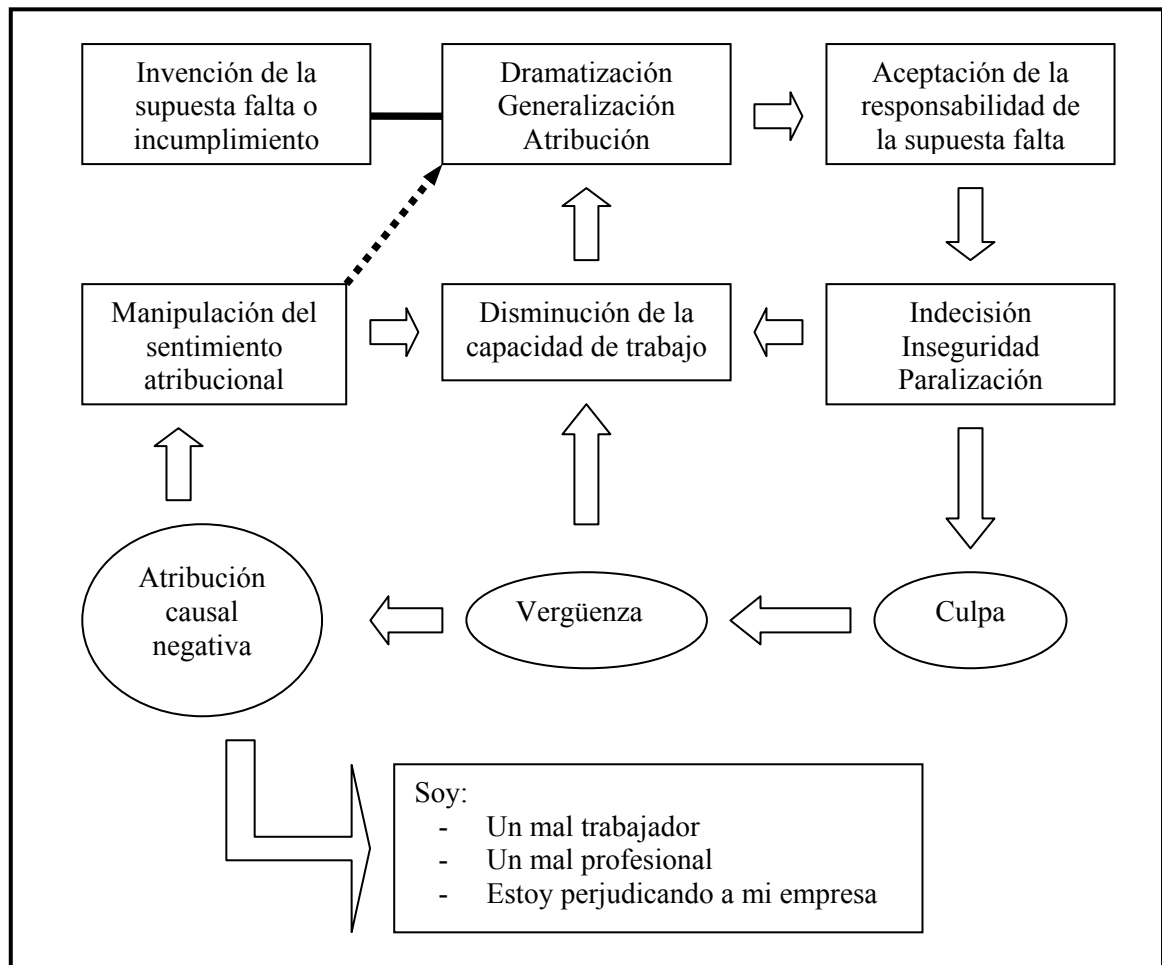 Invención de la
supuesta falta o
incumplimiento
Dramatización
Generalización
Atribución
Aceptación de la
responsabilidad de
la supuesta falta
Manipulación del
sentimiento
atribucional
Disminución de la
capacidad de trabajo
Indecisión
Inseguridad
Paralización
Atribución
causal
negativa
Vergüenza
Culpa
Soy:
- Un mal trabajador
- Un mal profesional
- Estoy perjudicando a mi empresa